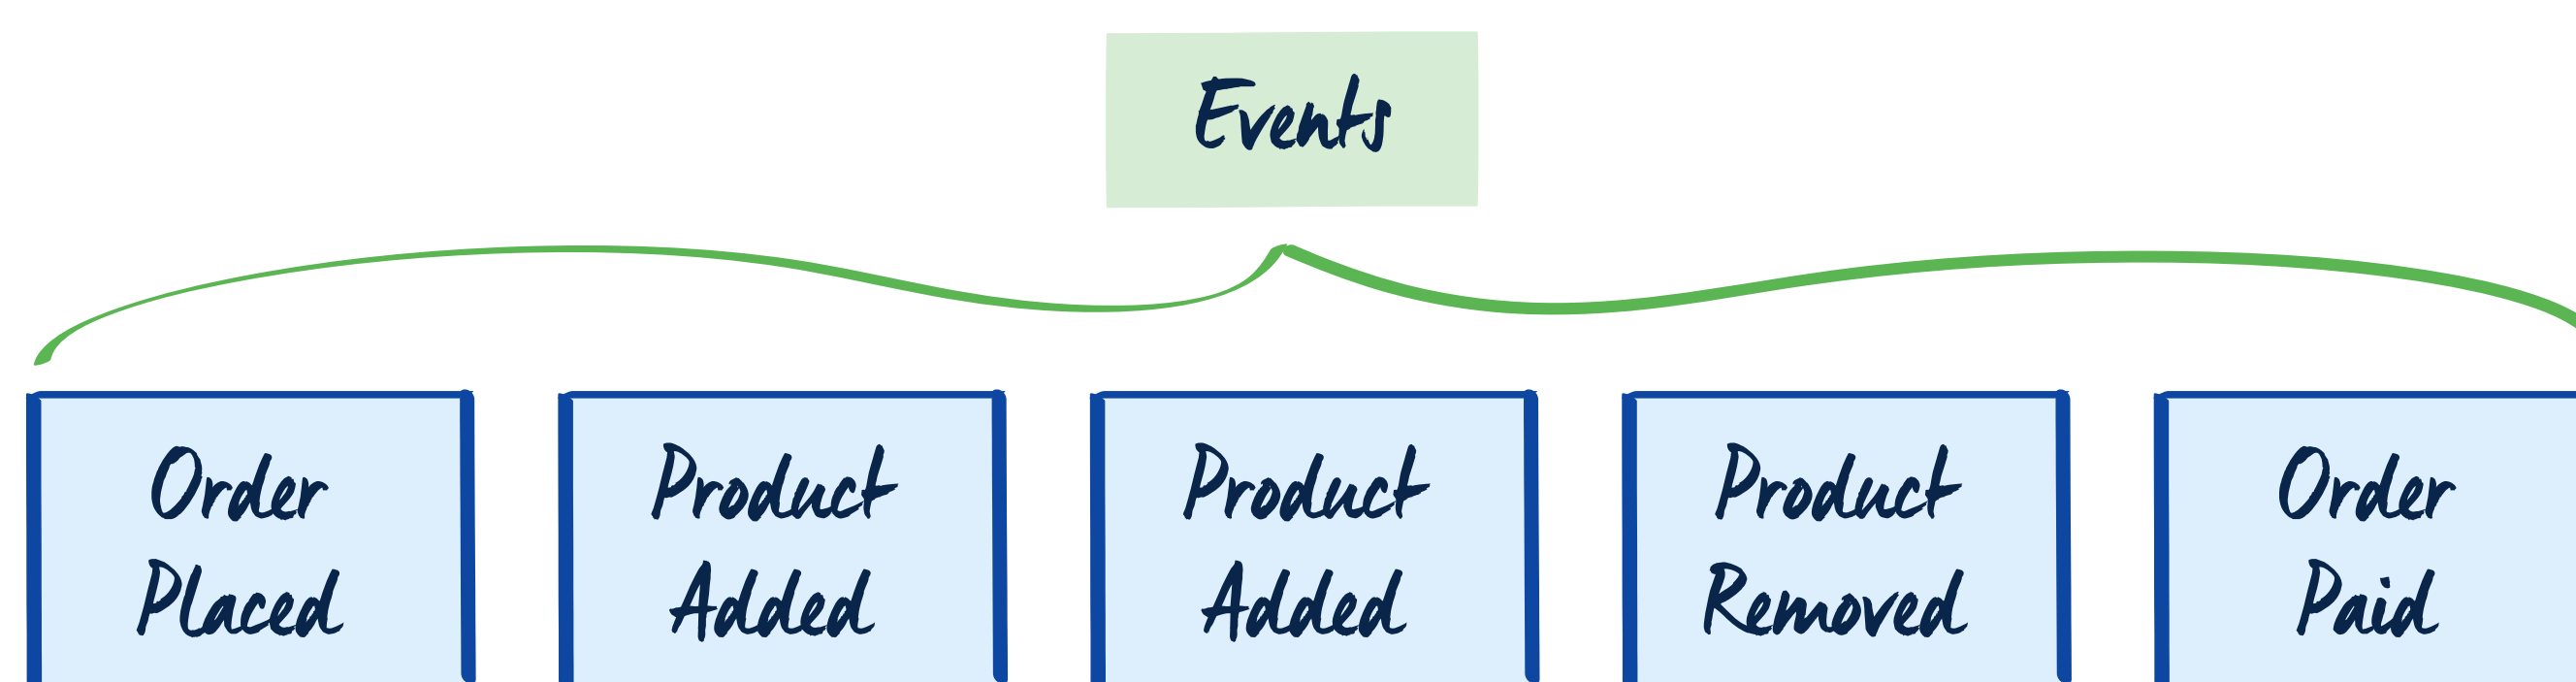 Events
Order
Placed
Product
Added
Product
Added
Product
Removed
Order
Paid